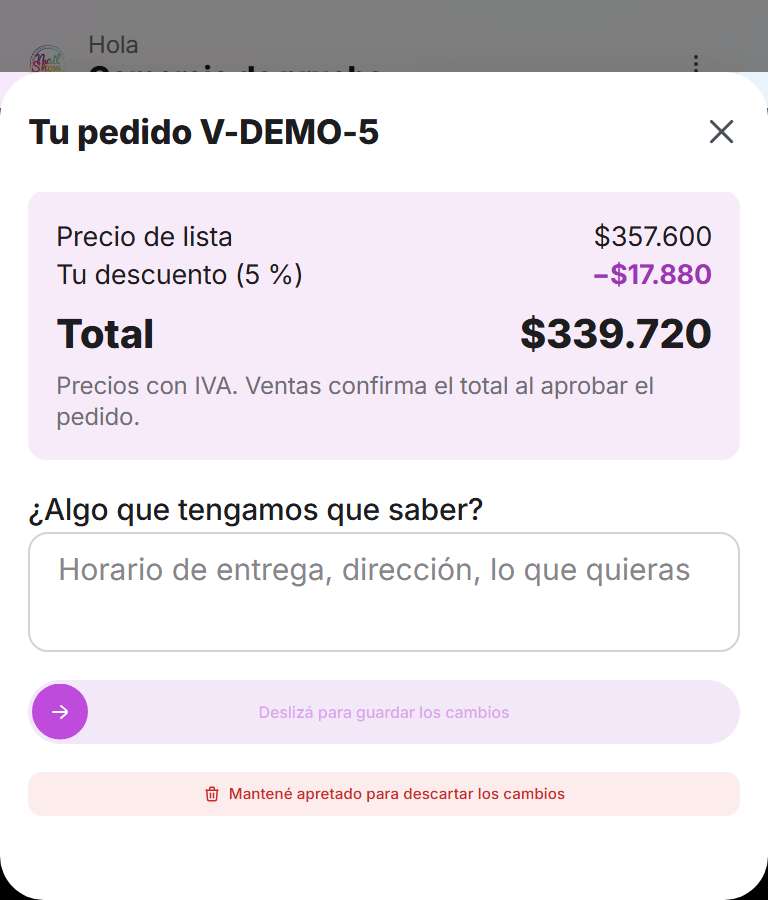 Hola
Tu pedido V-DEMO-5
Precio de lista $357.600
Tu descuento (5 %) –$17.880
Total $339.720
Precios con IVA. Ventas confirma el total al aprobar el
pedido.
¿Algo que tengamos que saber?
Horario de entrega, dirección, lo que quieras
Deslizá para guardar los cambios
Mantené apretado para descartar los cambios